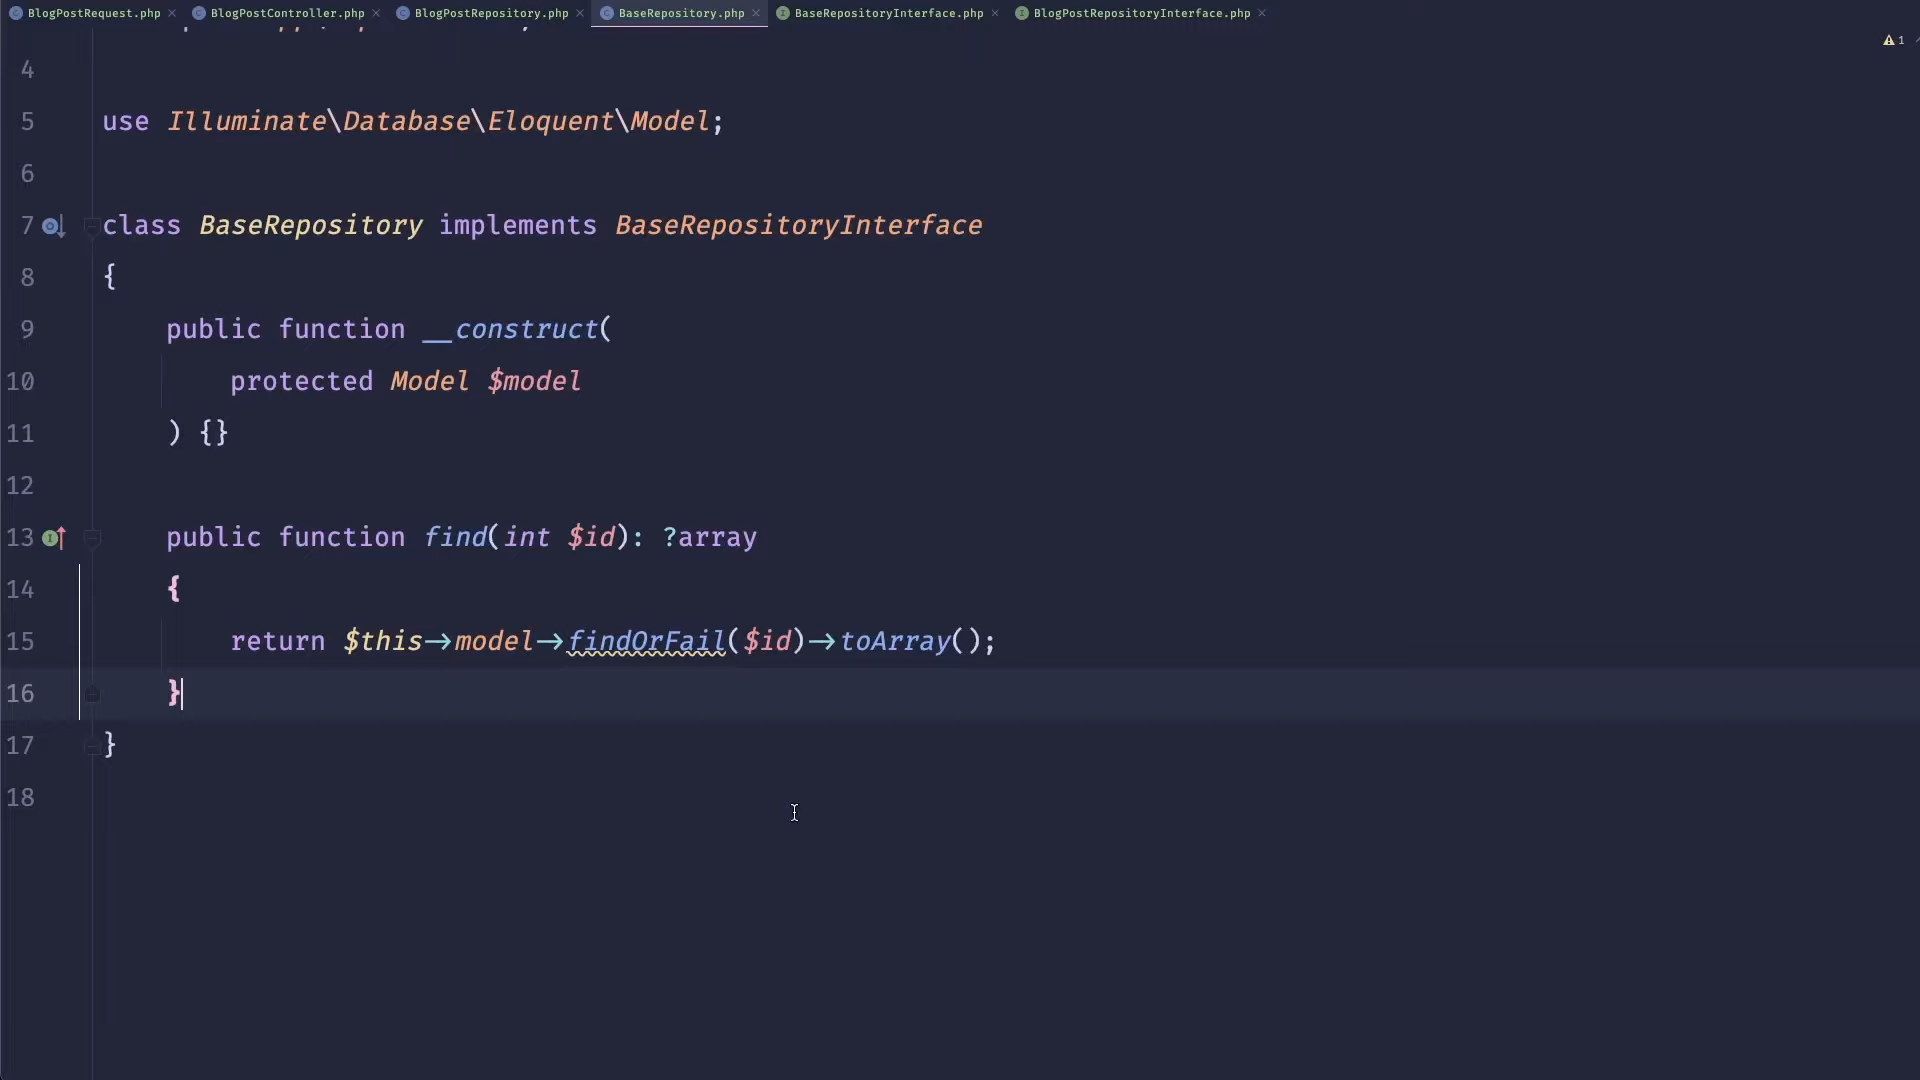 BlogPostRequest.php BlogPostController.php BlogPostRepository.php BaseRepository.php BaseRepositoryInterface.php BlogPostRepositoryInterface.php
1
4
5 use Illuminate\Database\Eloquent\Model;
6
7 class BaseRepository implements BaseRepositoryInterface
8 {
9 public function __construct(
10 protected Model $model
11 ) {}
12
13 public function find(int $id): ?array
14 {
15 return $this->model->findOrFail($id)->toArray();
16 }
17 }
18